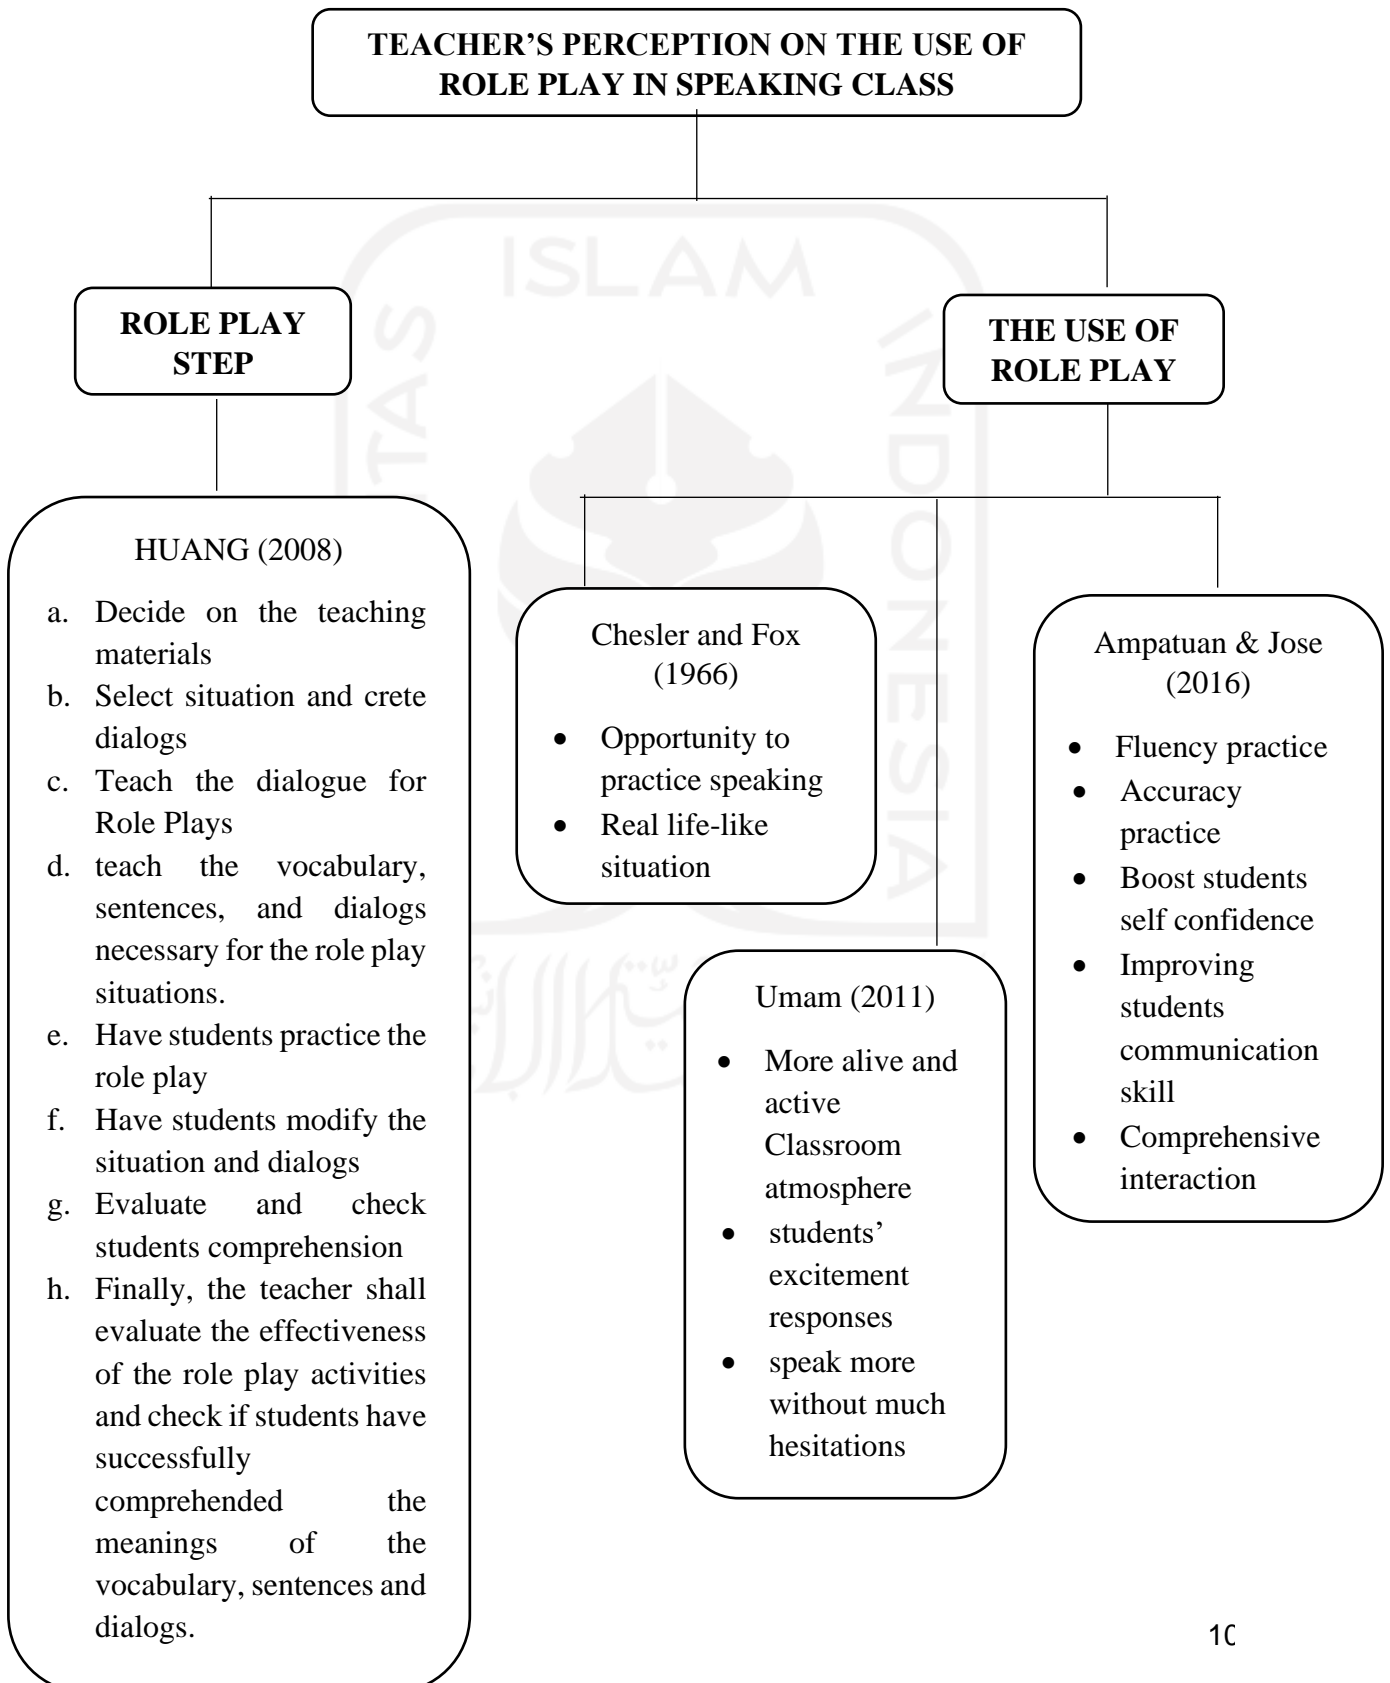 TEACHER’S PERCEPTION ON THE USE OF
ROLE PLAY IN SPEAKING CLASS
ROLE PLAY
STEP
THE USE OF
ROLE PLAY
HUANG (2008)
a. Decide on the teaching
materials
b. Select situation and crete
dialogs
c. Teach the dialogue for
Role Plays
d. teach the vocabulary,
sentences, and dialogs
necessary for the role play
situations.
e. Have students practice the
role play
f. Have students modify the
situation and dialogs
g. Evaluate and check
students comprehension
h. Finally, the teacher shall
evaluate the effectiveness
of the role play activities
and check if students have
successfully
comprehended the
meanings of the
vocabulary, sentences and
dialogs.
Chesler and Fox
(1966)
• Opportunity to
practice speaking
• Real life-like
situation
Umam (2011)
• More alive and
active
Classroom
atmosphere
• students’
excitement
responses
• speak more
without much
hesitations
Ampatuan & Jose
(2016)
• Fluency practice
• Accuracy
practice
• Boost students
self confidence
• Improving
students
communication
skill
• Comprehensive
interaction
ISLAM
TAS
INDONESIA